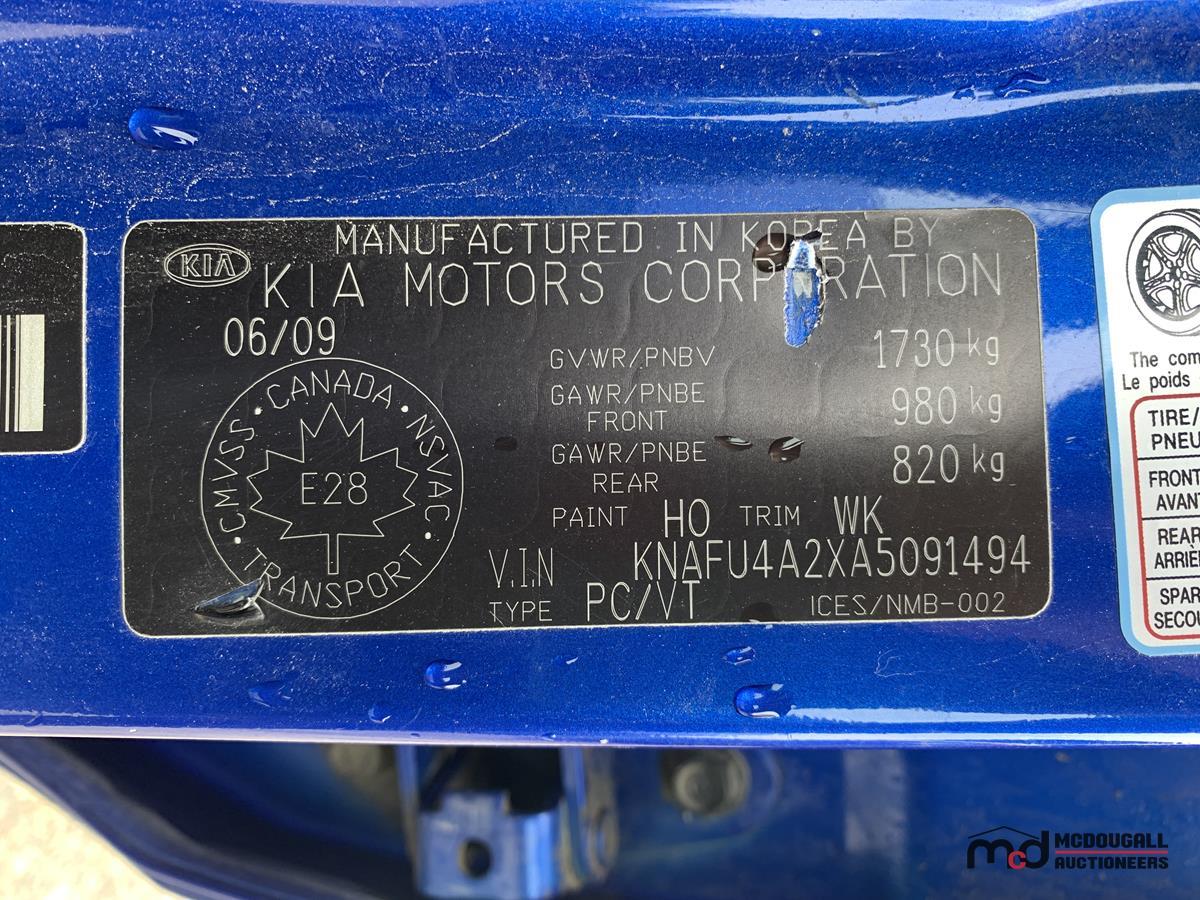 MANUFACTURED IN KOREA BY
KIA
KIA MOTORS CORPORATION
06/09
GVWR/PNBV 1730 kg
GAWR/PNBE FRONT 980 kg
GAWR/PNBE REAR 820 kg
PAINT HO TRIM WK
V.I.N KNAFU4A2XA5091494
TYPE PC/VT ICES/NMB-002
CANADA · NSVAC · TRANSPORT · CMVSS ·
E28
The com
Le poids
TIRE/
PNEU
FRONT
AVANT
REAR
ARRIÈR
SPAR
SECOU
mcd MCDOUGALL
AUCTIONEERS